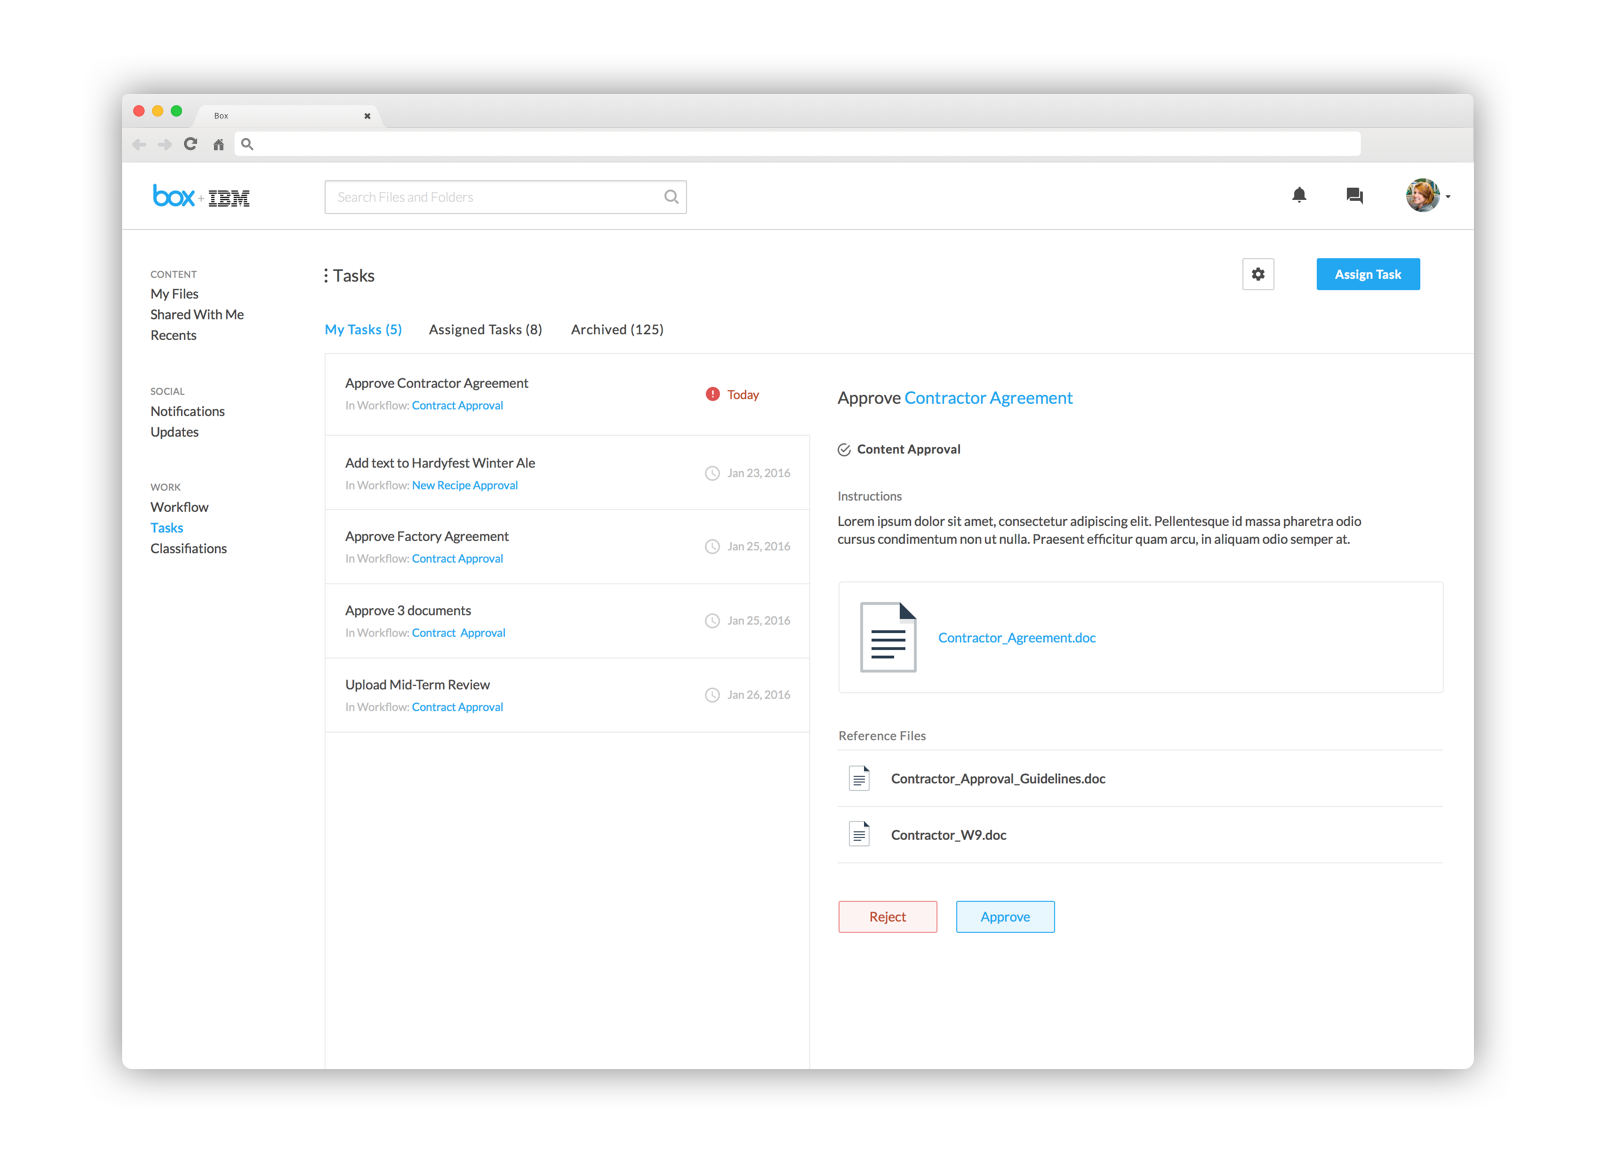 Box
box + IBM
Search Files and Folders
CONTENT
My Files
Shared With Me
Recents
SOCIAL
Notifications
Updates
WORK
Workflow
Tasks
Classifiations
Tasks
Assign Task
My Tasks (5)
Assigned Tasks (8)
Archived (125)
Approve Contractor Agreement
In Workflow: Contract Approval
Today
Add text to Hardyfest Winter Ale
In Workflow: New Recipe Approval
Jan 23, 2016
Approve Factory Agreement
In Workflow: Contract Approval
Jan 25, 2016
Approve 3 documents
In Workflow: Contract Approval
Jan 25, 2016
Upload Mid-Term Review
In Workflow: Contract Approval
Jan 26, 2016
Approve Contractor Agreement
Content Approval
Instructions
Lorem ipsum dolor sit amet, consectetur adipiscing elit. Pellentesque id massa pharetra odio
cursus condimentum non ut nulla. Praesent efficitur quam arcu, in aliquam odio semper at.
Contractor_Agreement.doc
Reference Files
Contractor_Approval_Guidelines.doc
Contractor_W9.doc
Reject
Approve